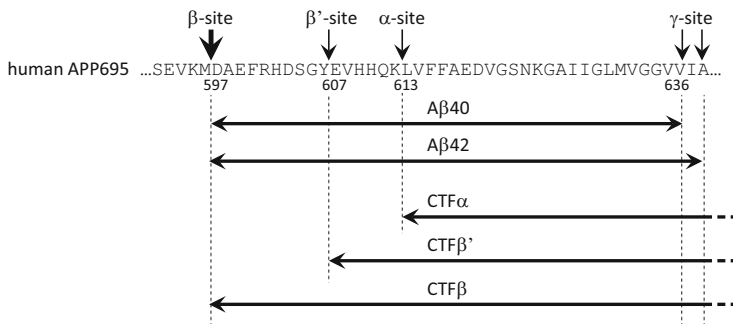 β-site β’-site α-site γ-site
human APP695 ...SEVKMDAEFRHDSGYEVHHQKLVFFAEDVGSNKGAIIGLMVGGVVIA...
597 607 613 636
Aβ40
Aβ42
CTFα
CTFβ’
CTFβ